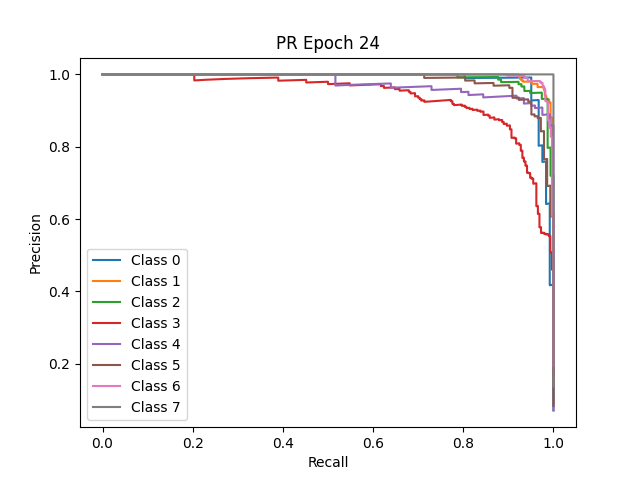 PR Epoch 24
Precision
1.0
0.8
0.6
0.4
0.2
Class 0
Class 1
Class 2
Class 3
Class 4
Class 5
Class 6
Class 7
0.0 0.2 0.4 0.6 0.8 1.0
Recall